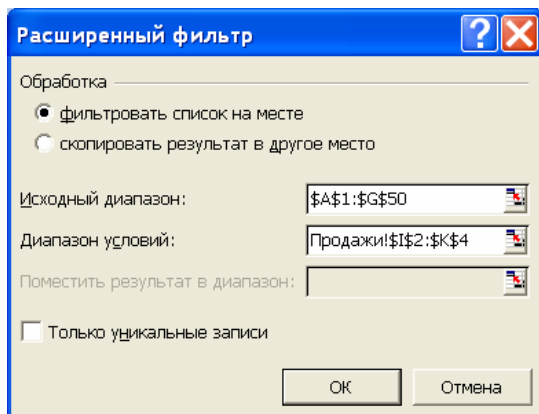 Расширенный фильтр
Обработка
фильтровать список на месте
скопировать результат в другое место
Исходный диапазон: $A$1:$G$50
Диапазон условий: Продажи!$I$2:$K$4
Поместить результат в диапазон:
Только уникальные записи
ОК Отмена